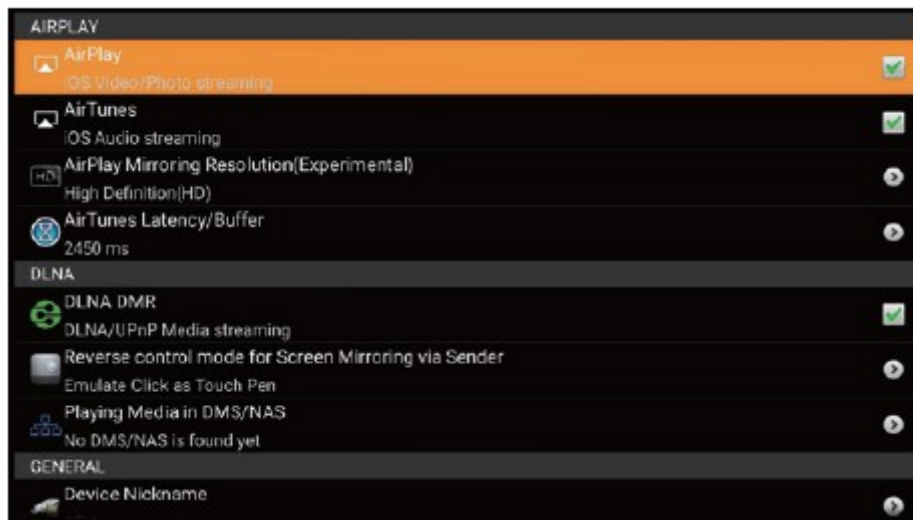 AIRPLAY
AirPlay
iOS Video/Photo streaming
AirTunes
iOS Audio streaming
HD
AirPlay Mirroring Resolution(Experimental)
High Definition(HD)
AirTunes Latency/Buffer
2450 ms
DLNA
DLNA DMR
DLNA/UPnP Media streaming
Reverse control mode for Screen Mirroring via Sender
Emulate Click as Touch Pen
Playing Media in DMS/NAS
No DMS/NAS is found yet
GENERAL
Device Nickname